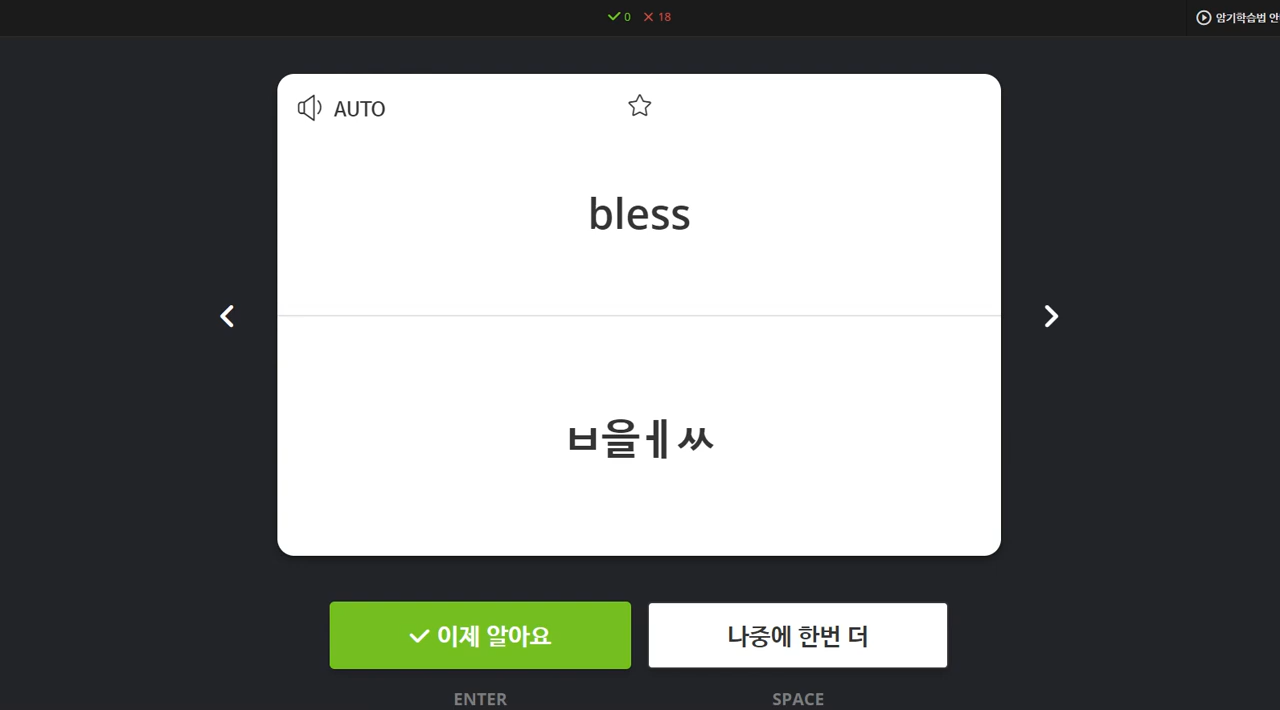 0 18
암기학습법 안
AUTO
bless
ㅂ을ㅔㅆ
이제 알아요
나중에 한번 더
ENTER
SPACE